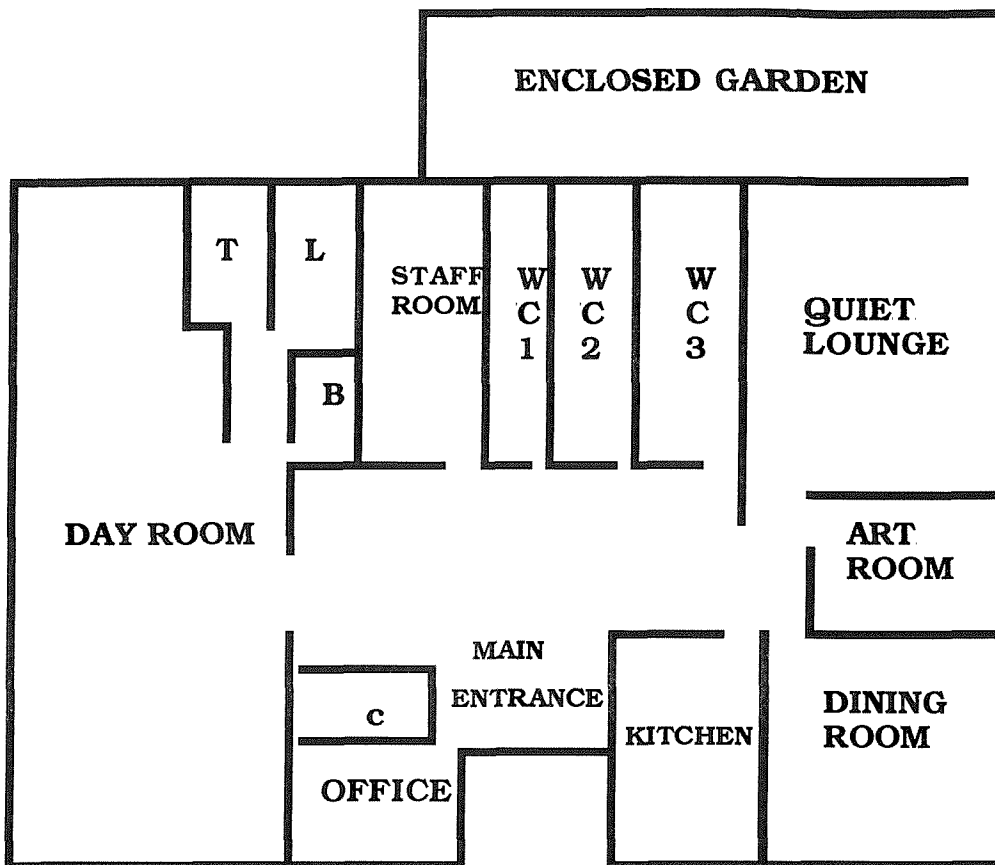 ENCLOSED GARDEN
T
L
STAFF
ROOM
W
C
1
W
C
2
W
C
3
QUIET
LOUNGE
B
DAY ROOM
ART
ROOM
MAIN
ENTRANCE
c
OFFICE
KITCHEN
DINING
ROOM